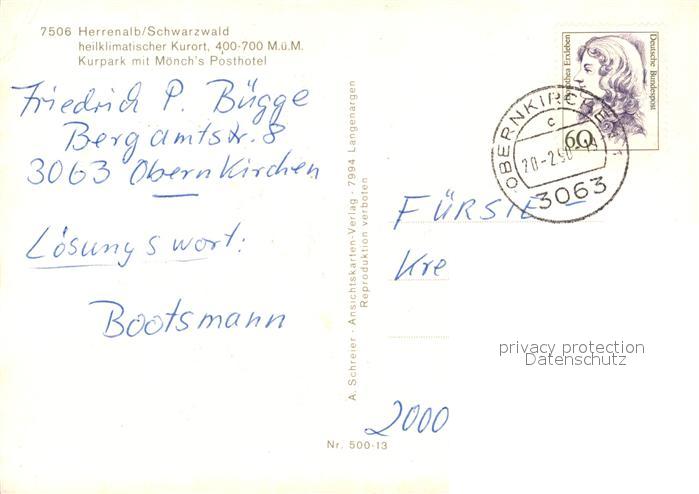 7506 Herrenalb/Schwarzwald
heilklimatischer Kurort, 400-700 M.ü.M.
Kurpark mit Mönch's Posthotel
Friedrich P. Bügge
Bergamtstr. 8
3063 Obernkirchen
Lösungswort:
Bootsmann
A. Schreier · Ansichtskarten-Verlag · 7994 Langenargen
Reproduktion verboten
Nr. 500-13
Deutsche Bundespost
60
OBERNKIRCHEN
c
3063
FÜRSTE
Kre
2000
privacy protection
Datenschutz